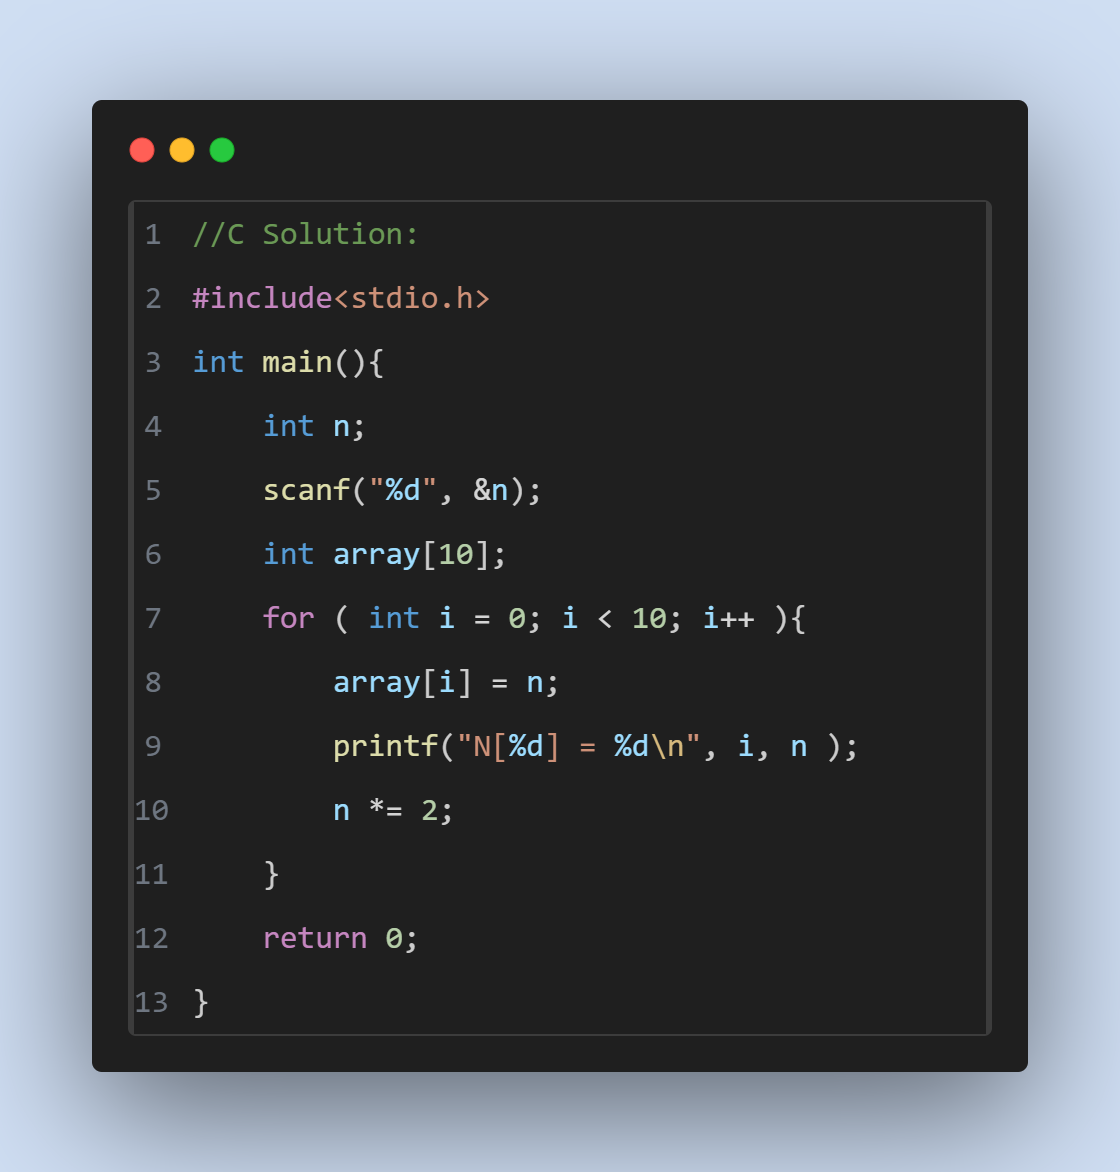 1 //C Solution:
2 #include<stdio.h>
3 int main(){
4     int n;
5     scanf("%d", &n);
6     int array[10];
7     for ( int i = 0; i < 10; i++ ){
8         array[i] = n;
9         printf("N[%d] = %d\n", i, n );
10         n *= 2;
11     }
12     return 0;
13 }